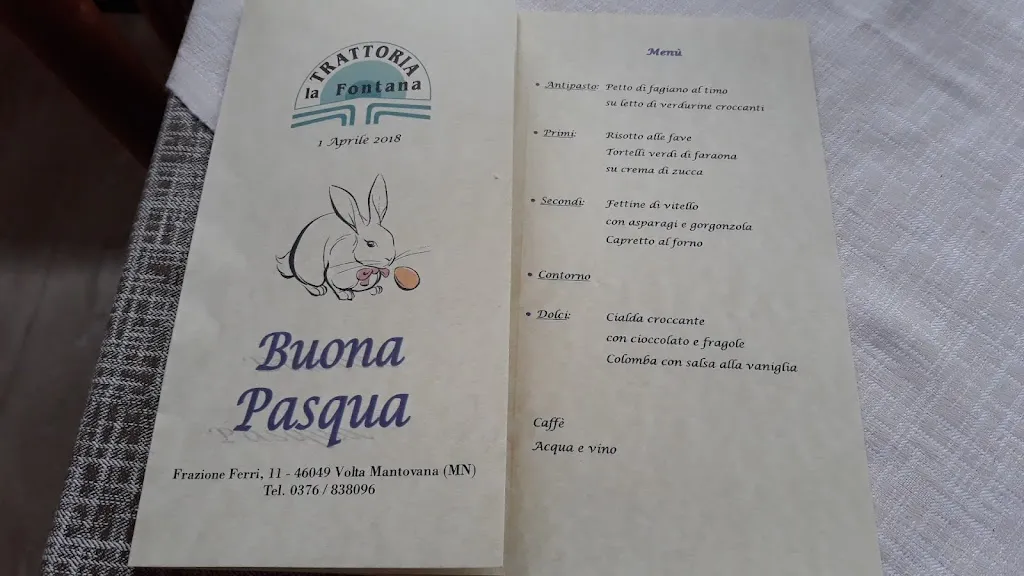 la TRATTORIA
Fontana
1 Aprile 2018
Buona
Pasqua
Frazione Ferri, 11 - 46049 Volta Mantovana (MN)
Tel. 0376 / 838096
Menù
• Antipasto: Petto di fagiano al timo
su letto di verdurine croccanti
• Primi: Risotto alle fave
Tortelli verdi di faraona
su crema di zucca
• Secondi: Fettine di vitello
con asparagi e gorgonzola
Capretto al forno
• Contorno
• Dolci: Cialda croccante
con cioccolato e fragole
Colomba con salsa alla vaniglia
Caffè
Acqua e vino